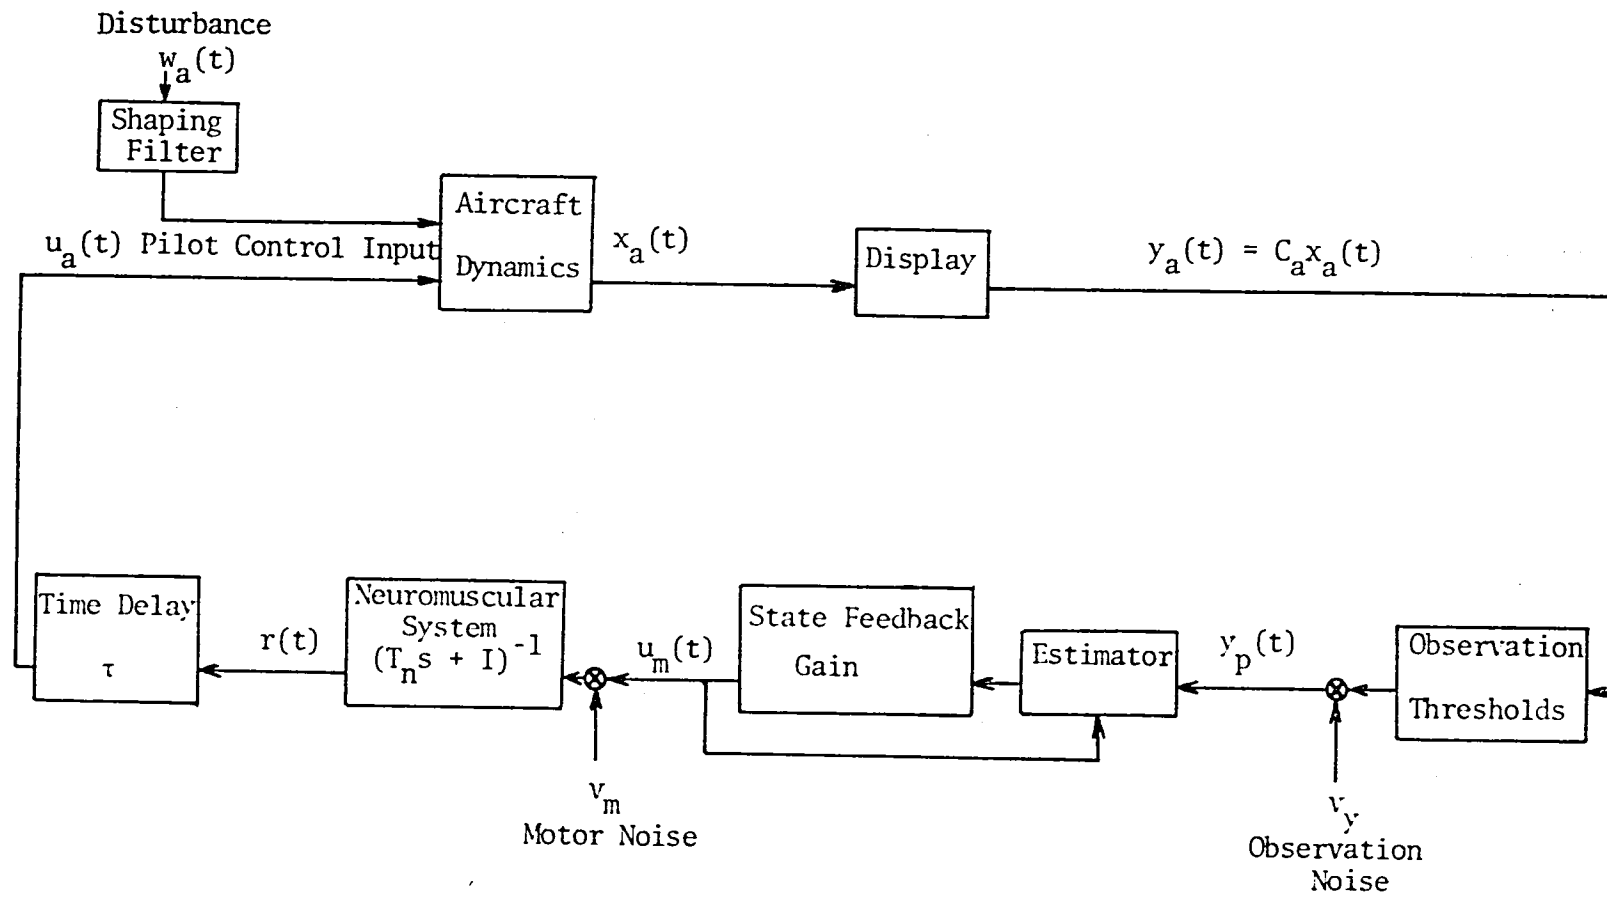 Disturbance
w_a(t)
Shaping
Filter
Aircraft
Dynamics
u_a(t) Pilot Control Input
x_a(t)
Display
y_a(t) = C_a x_a(t)
Time Delay
τ
r(t)
Neuromuscular
System
(T_n s + I)^-1
u_m(t)
State Feedback
Gain
Estimator
y_p(t)
Observation
Thresholds
v_m
Motor Noise
v_y
Observation
Noise